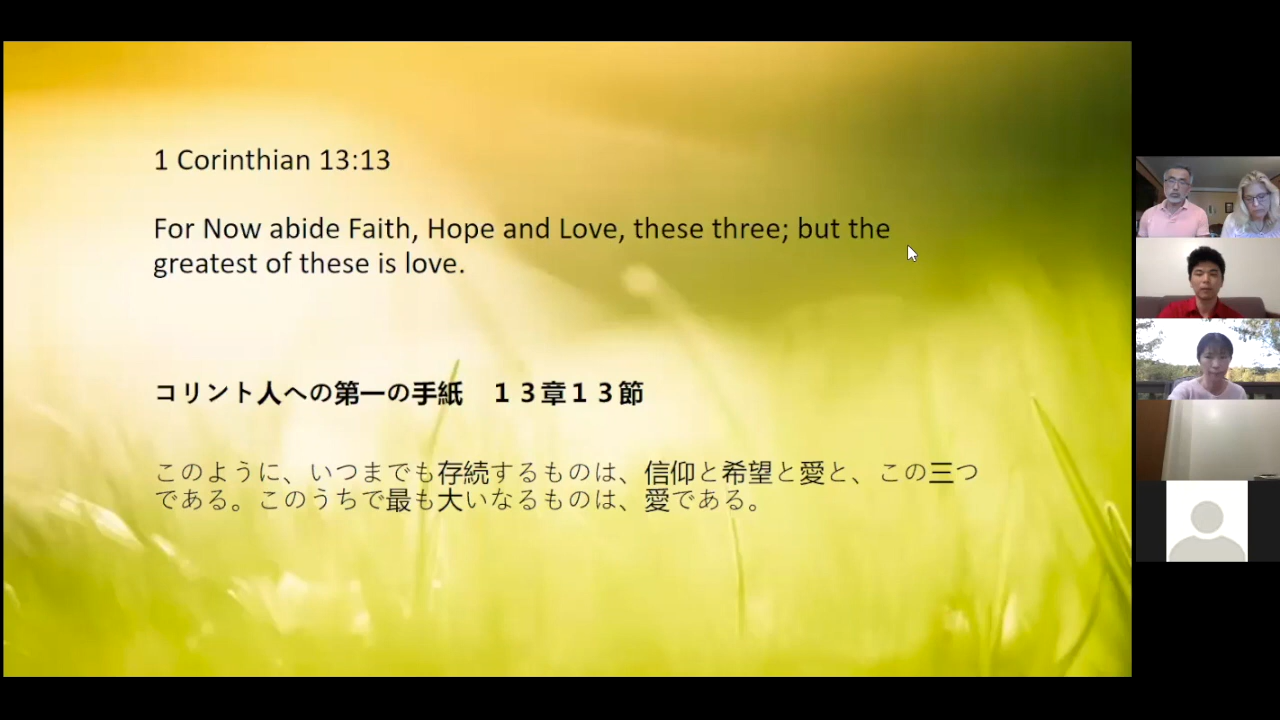 1 Corinthian 13:13
For Now abide Faith, Hope and Love, these three; but the
greatest of these is love.
コリント人への第一の手紙　１３章１３節
このように、いつまでも存続するものは、信仰と希望と愛と、この三つ
である。このうちで最も大いなるものは、愛である。